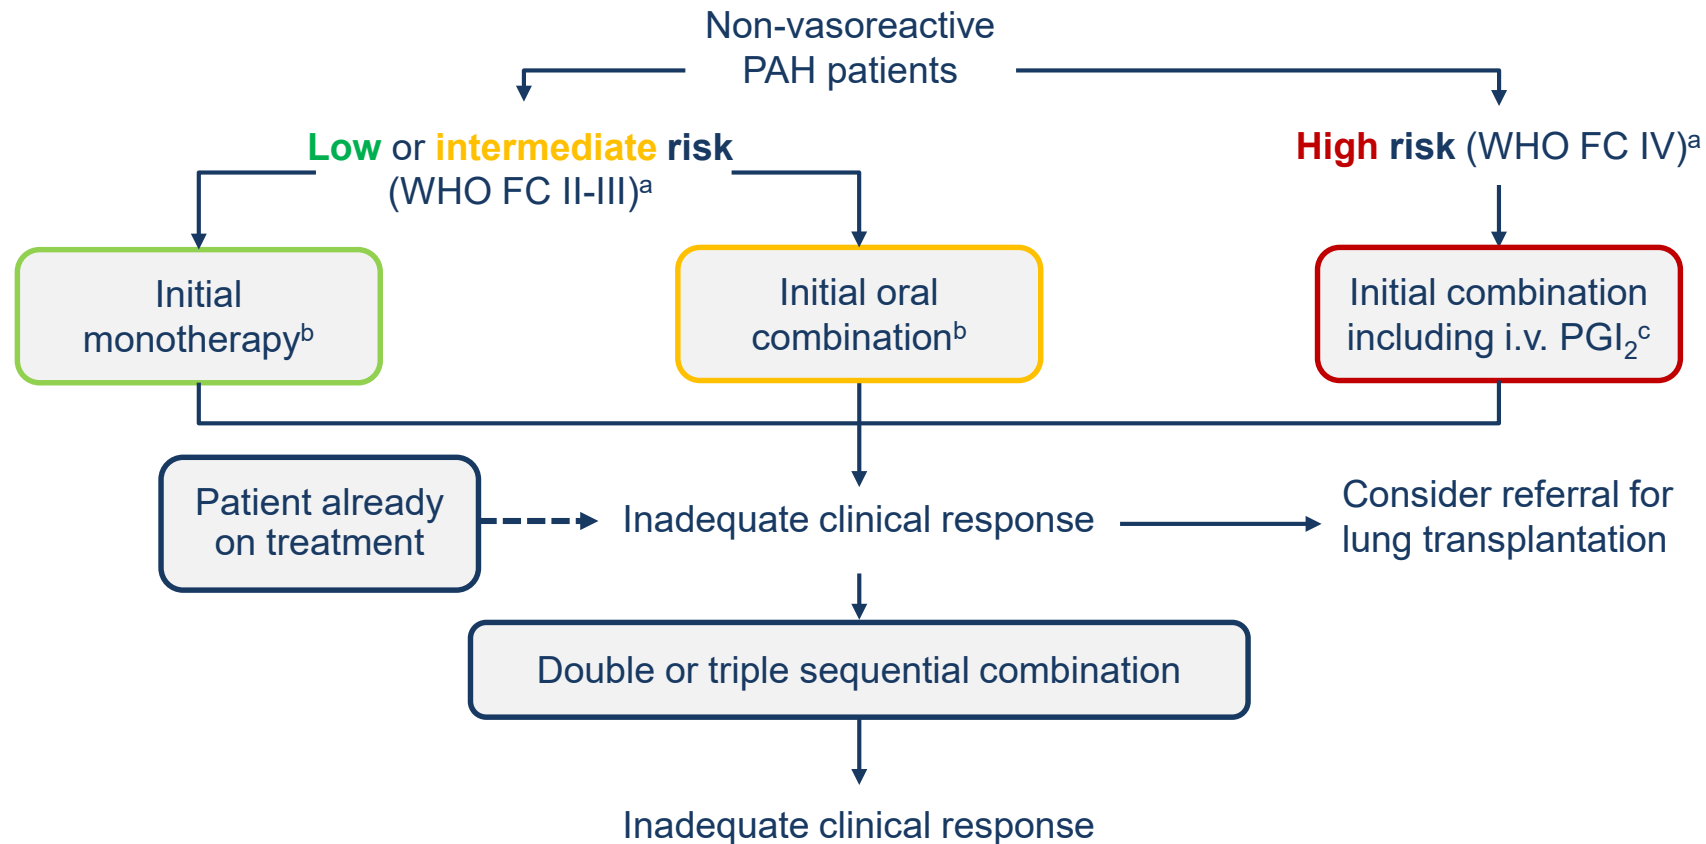 Non-vasoreactive
PAH patients
Low or intermediate risk
(WHO FC II-III)ᵃ
High risk (WHO FC IV)ᵃ
Initial
monotherapyᵇ
Initial oral
combinationᵇ
Initial combination
including i.v. PGI₂ᶜ
Patient already
on treatment
Inadequate clinical response
Consider referral for
lung transplantation
Double or triple sequential combination
Inadequate clinical response